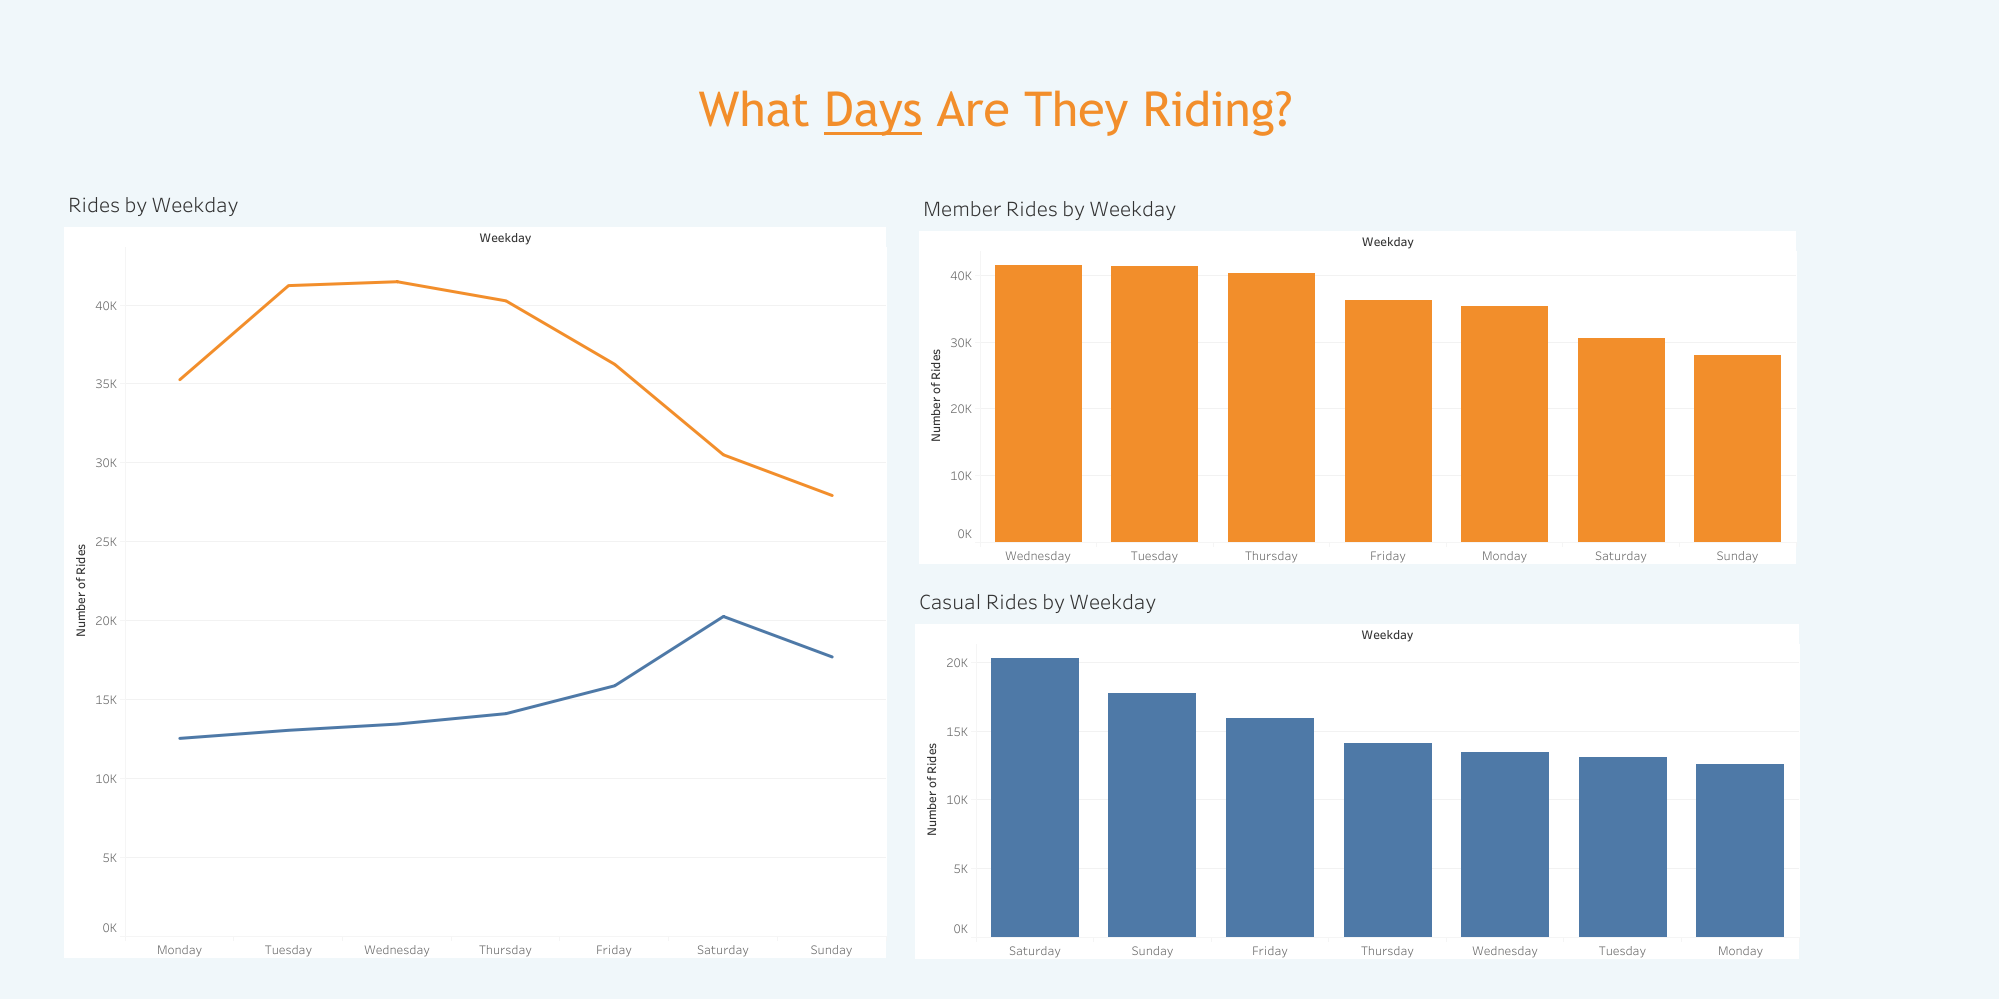 What Days Are They Riding?
Rides by Weekday
Weekday
Number of Rides
40K
35K
30K
25K
20K
15K
10K
5K
0K
Monday Tuesday Wednesday Thursday Friday Saturday Sunday
Member Rides by Weekday
Weekday
Number of Rides
40K
30K
20K
10K
0K
Wednesday Tuesday Thursday Friday Monday Saturday Sunday
Casual Rides by Weekday
Weekday
Number of Rides
20K
15K
10K
5K
0K
Saturday Sunday Friday Thursday Wednesday Tuesday Monday